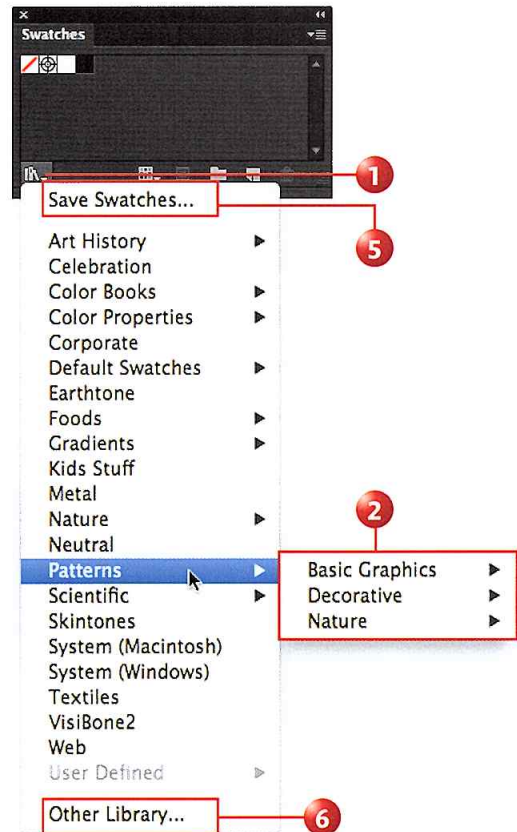 Swatches
1
Save Swatches...
5
Art History
Celebration
Color Books
Color Properties
Corporate
Default Swatches
Earthtone
Foods
Gradients
Kids Stuff
Metal
Nature
2
Neutral
Patterns
Basic Graphics
Scientific
Decorative
Skintones
Nature
System (Macintosh)
System (Windows)
Textiles
VisiBone2
Web
User Defined
Other Library...
6